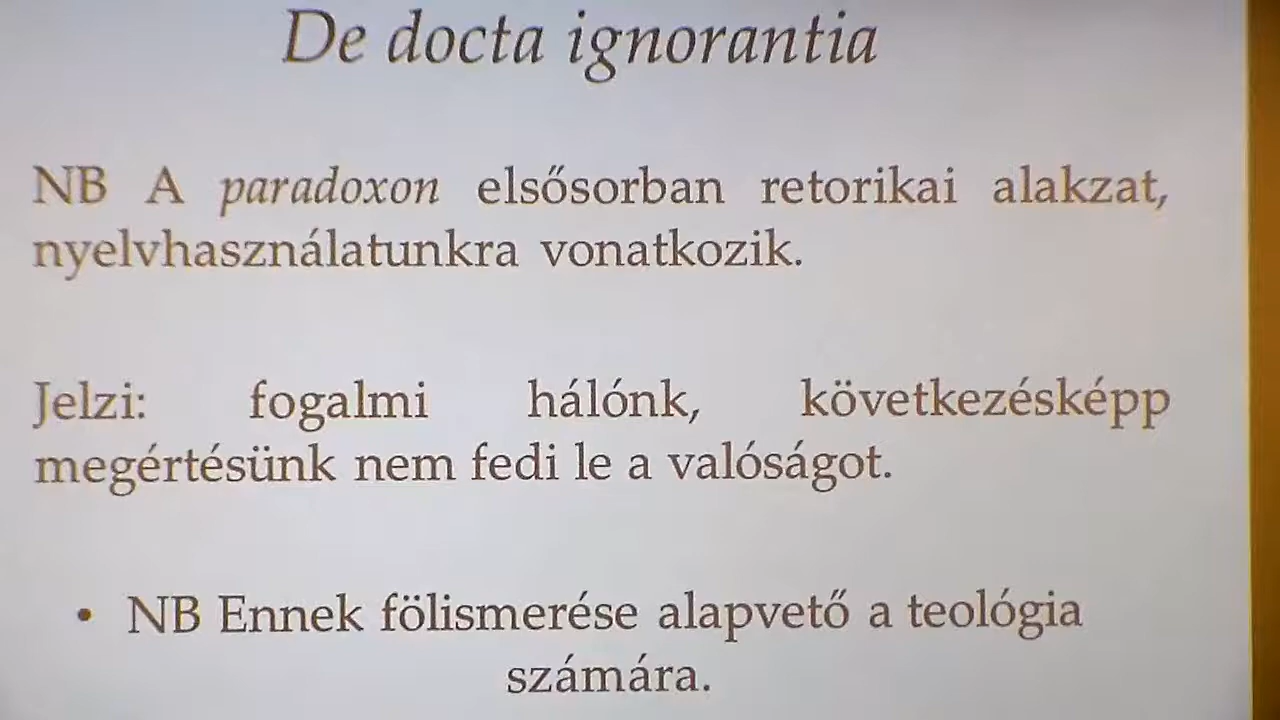 De docta ignorantia
NB A paradoxon elsősorban retorikai alakzat,
nyelvhasználatunkra vonatkozik.
Jelzi: fogalmi hálónk, következésképp
megértésünk nem fedi le a valóságot.
• NB Ennek fölismerése alapvető a teológia
számára.